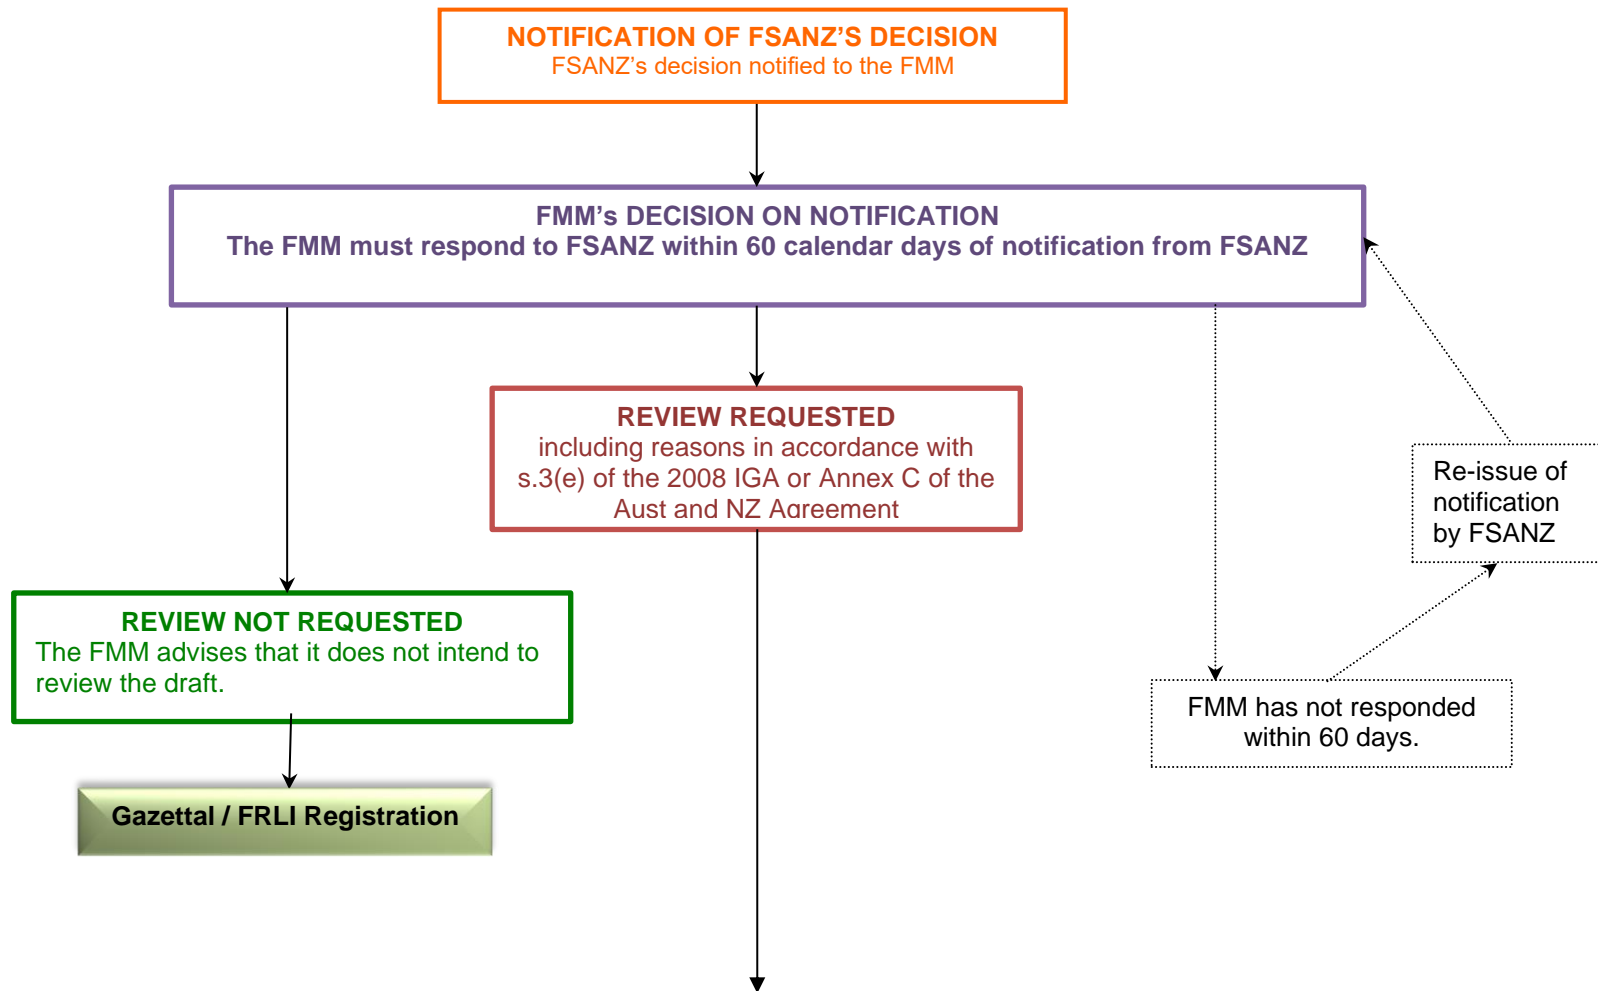 NOTIFICATION OF FSANZ'S DECISION
FSANZ's decision notified to the FMM
FMM's DECISION ON NOTIFICATION
The FMM must respond to FSANZ within 60 calendar days of notification from FSANZ
REVIEW REQUESTED
including reasons in accordance with
s.3(e) of the 2008 IGA or Annex C of the
Aust and NZ Agreement
Re-issue of
notification
by FSANZ
REVIEW NOT REQUESTED
The FMM advises that it does not intend to
review the draft.
FMM has not responded
within 60 days.
Gazettal / FRLI Registration